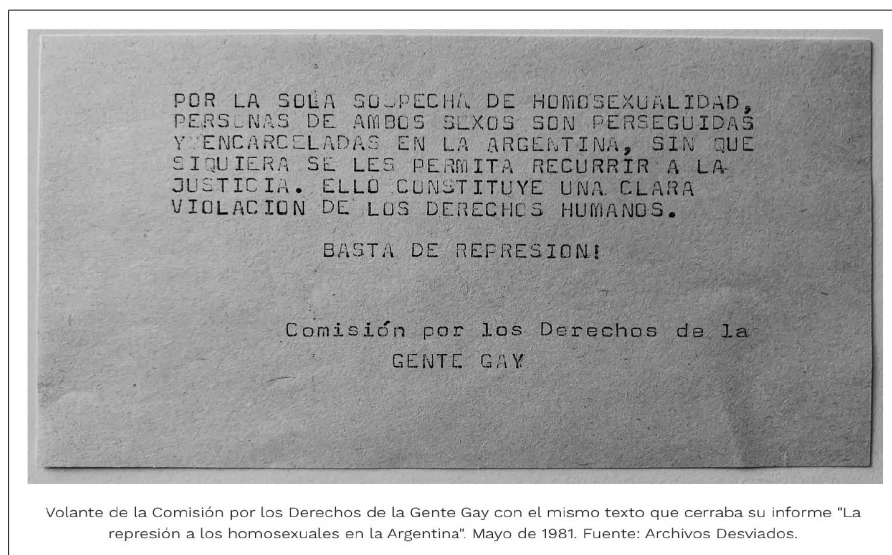 POR LA SOLA SOSPECHA DE HOMOSEXUALIDAD,
PERSONAS DE AMBOS SEXOS SON PERSEGUIDAS
Y ENCARCELADAS EN LA ARGENTINA, SIN QUE
SIQUIERA SE LES PERMITA RECURRIR A LA
JUSTICIA. ELLO CONSTITUYE UNA CLARA
VIOLACION DE LOS DERECHOS HUMANOS.
BASTA DE REPRESION!
Comisión por los Derechos de la
GENTE GAY
Volante de la Comisión por los Derechos de la Gente Gay con el mismo texto que cerraba su informe "La
represión a los homosexuales en la Argentina". Mayo de 1981. Fuente: Archivos Desviados.